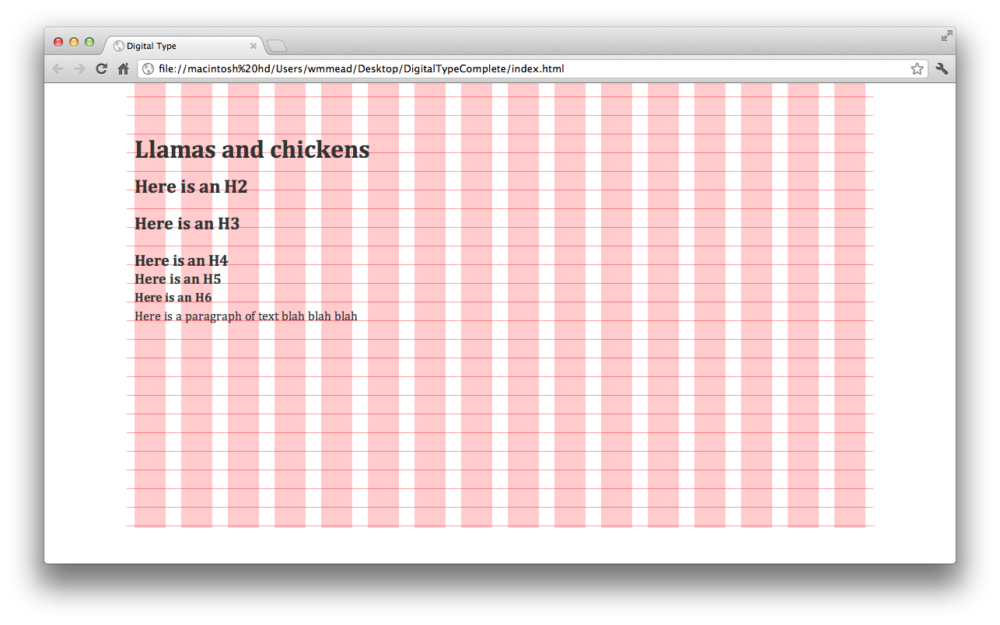 Digital Type
file://macintosh%20hd/Users/wmmead/Desktop/DigitalTypeComplete/index.html
Llamas and chickens
Here is an H2
Here is an H3
Here is an H4
Here is an H5
Here is an H6
Here is a paragraph of text blah blah blah